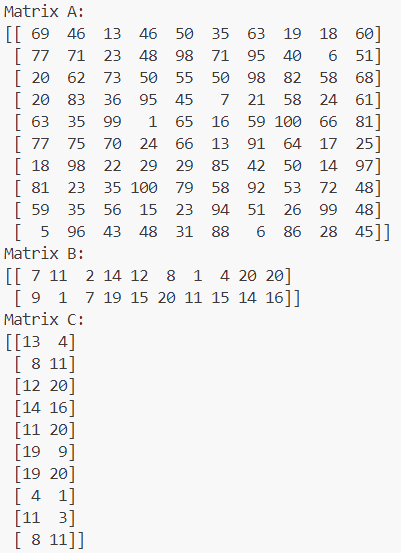 Matrix A:
[[ 69  46  13  46  50  35  63  19  18  60]
 [ 77  71  23  48  98  71  95  40   6  51]
 [ 20  62  73  50  55  50  98  82  58  68]
 [ 20  83  36  95  45   7  21  58  24  61]
 [ 63  35  99   1  65  16  59 100  66  81]
 [ 77  75  70  24  66  13  91  64  17  25]
 [ 18  98  22  29  29  85  42  50  14  97]
 [ 81  23  35 100  79  58  92  53  72  48]
 [ 59  35  56  15  23  94  51  26  99  48]
 [  5  96  43  48  31  88   6  86  28  45]]
Matrix B:
[[ 7 11  2 14 12  8  1  4 20 20]
 [ 9  1  7 19 15 20 11 15 14 16]]
Matrix C:
[[13  4]
 [ 8 11]
 [12 20]
 [14 16]
 [11 20]
 [19  9]
 [19 20]
 [ 4  1]
 [11  3]
 [ 8 11]]